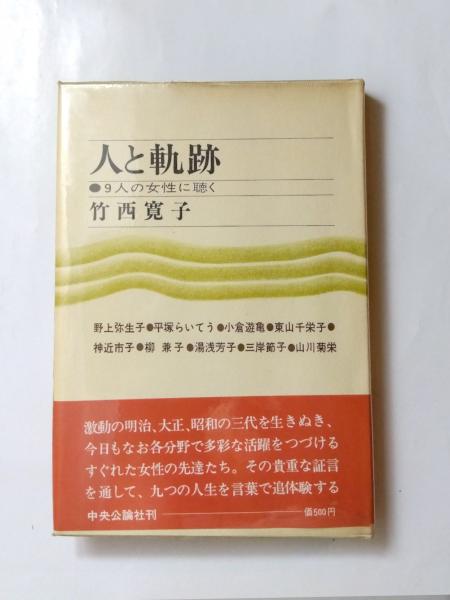 人と軌跡
●9人の女性に聴く
竹西寛子
野上弥生子●平塚らいてう●小倉遊亀●東山千栄子●
神近市子●柳兼子●湯浅芳子●三岸節子●山川菊栄
激動の明治、大正、昭和の三代を生きぬき、
今日もなお各分野で多彩な活躍をつづける
すぐれた女性の先達たち。その貴重な証言
を通して、九つの人生を言葉で追体験する
中央公論社刊 価500円